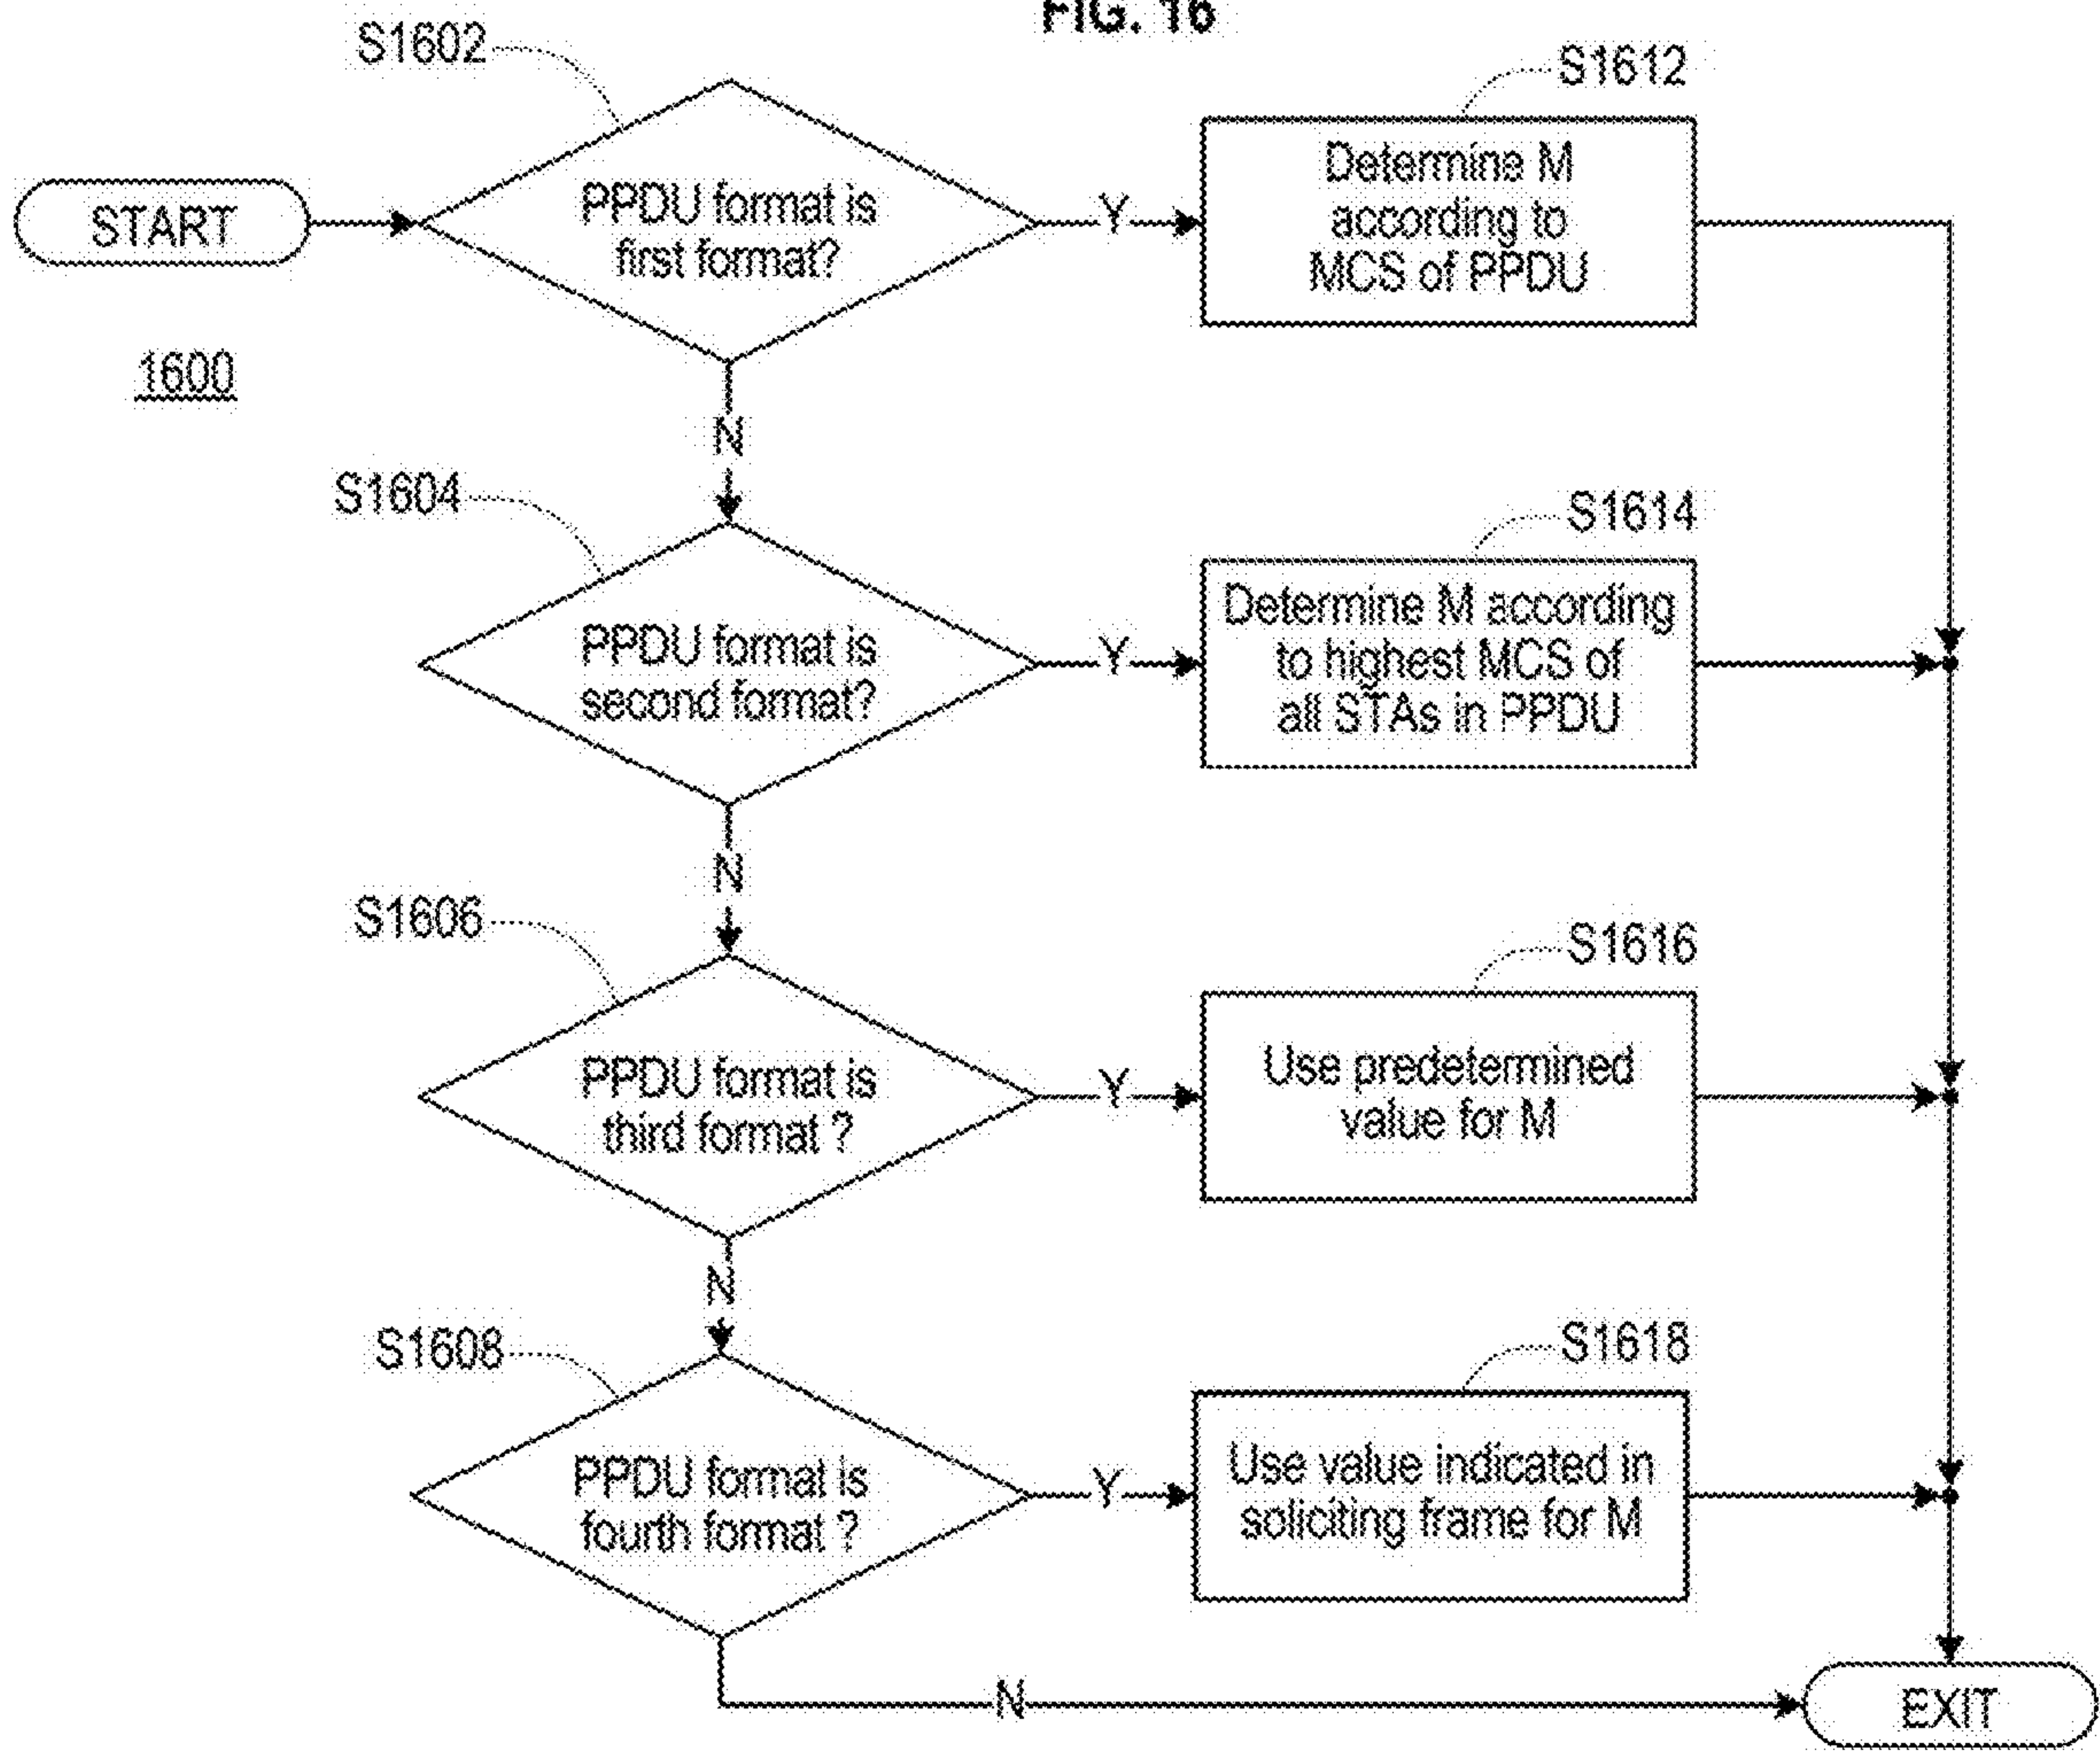 FIG. 16
S1602
S1612
START
PPDU format is
first format?
Y
Determine M
according to
MCS of PPDU
1600
N
S1604
S1614
PPDU format is
second format?
Y
Determine M according
to highest MCS of
all STAs in PPDU
N
S1606
S1616
PPDU format is
third format ?
Y
Use predetermined
value for M
N
S1608
S1618
PPDU format is
fourth format ?
Y
Use value indicated in
soliciting frame for M
N
EXIT